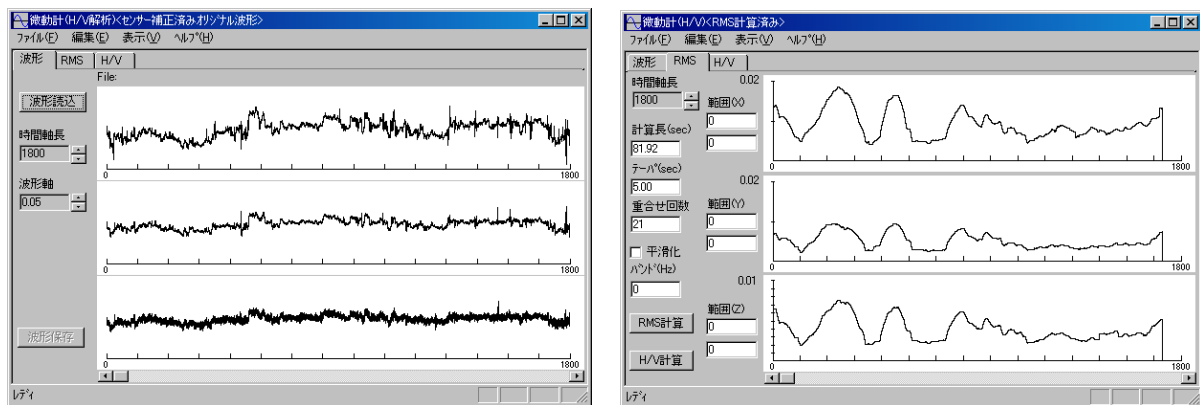 微動計(H/V解析)<センサー補正済みオリジナル波形>
ファイル(F) 編集(E) 表示(V) ヘルプ(H)
波形 RMS H/V
File:
波形読込
時間軸長
1800
波形軸
0.05
波形保存
0 1800
0 1800
0 1800
レディ
微動計(H/V)<RMS計算済み>
ファイル(F) 編集(E) 表示(V) ヘルプ(H)
波形 RMS H/V
時間軸長 0.02
1800 範囲(X)
0
計算長(sec)
81.92 0
テーパ(sec) 0 1800
5.00 0.02
重合せ回数 範囲(Y)
21 0
0
平滑化
バンド(Hz) 0 1800
0 0.01
範囲(Z)
RMS計算 0
0
H/V計算
0 1800
レディ